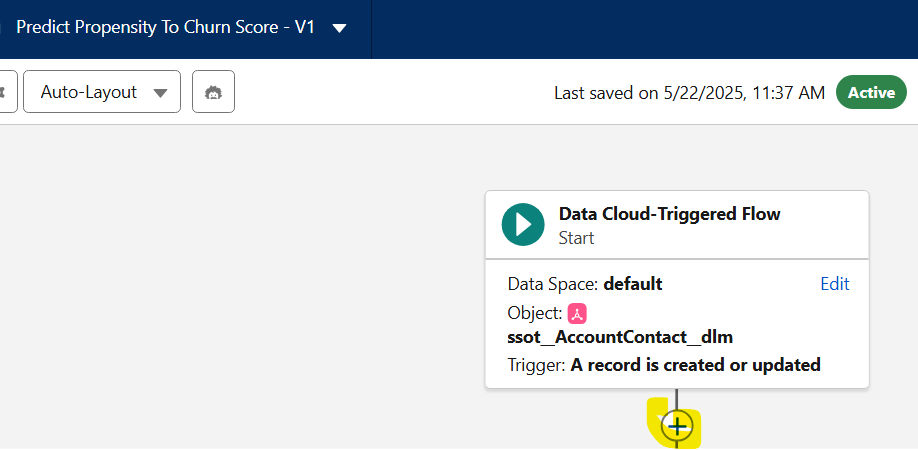 Predict Propensity To Churn Score - V1
Auto-Layout
Last saved on 5/22/2025, 11:37 AM
Active
Data Cloud-Triggered Flow
Start
Data Space: default
Edit
Object:
ssot__AccountContact__dlm
Trigger: A record is created or updated